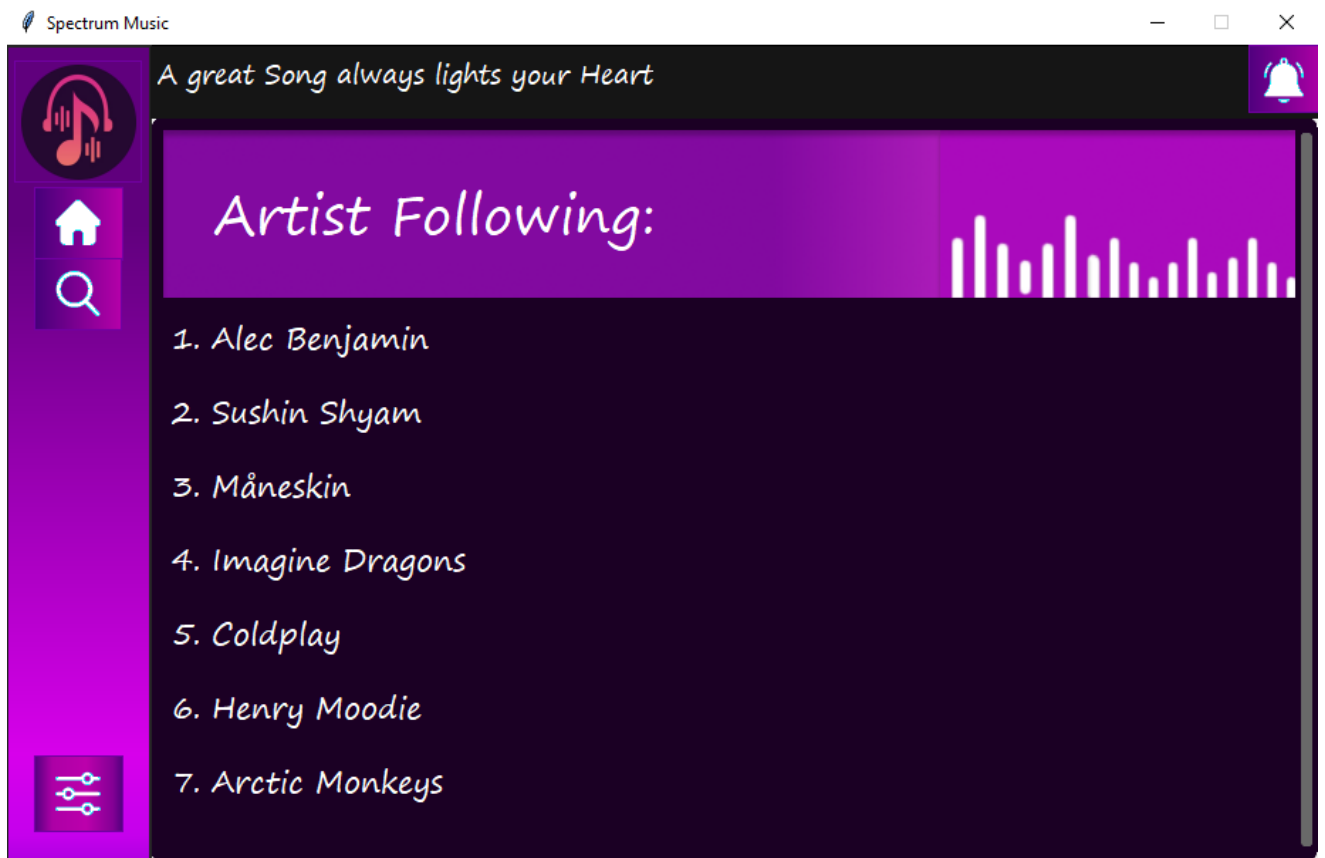 Spectrum Music
A great Song always lights your Heart
Artist Following:
1. Alec Benjamin
2. Sushin Shyam
3. Måneskin
4. Imagine Dragons
5. Coldplay
6. Henry Moodie
7. Arctic Monkeys